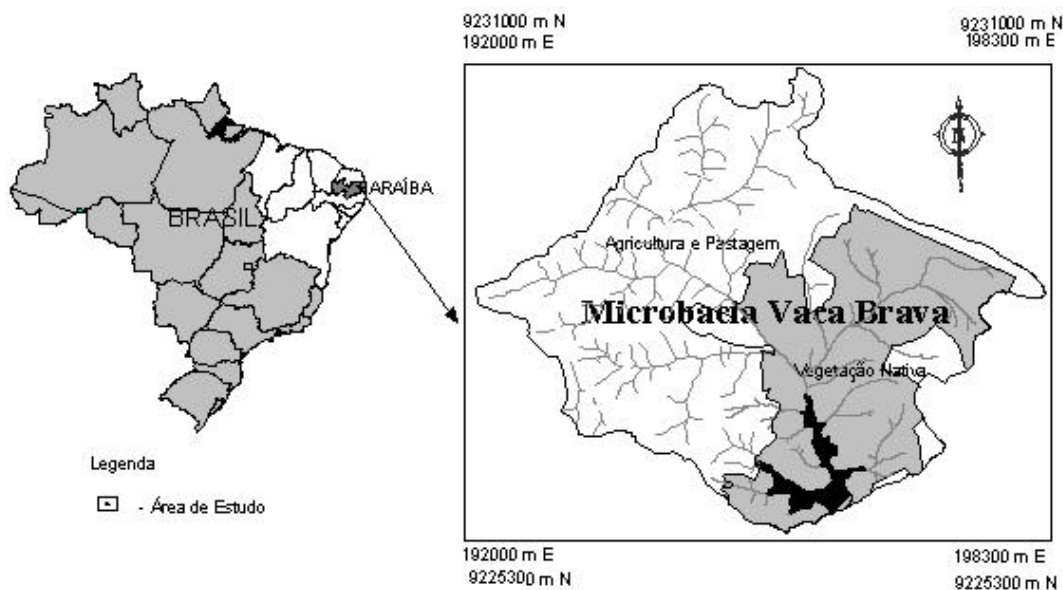 9231000 m N
192000 m E
9231000 m N
198300 m E
ARAÍBA
BRASIL
Agricultura e Pastagem
Microbacia Vaca Brava
Vegetação Nativa
N
Legenda
- Área de Estudo
192000 m E
9225300 m N
198300 m E
9225300 m N